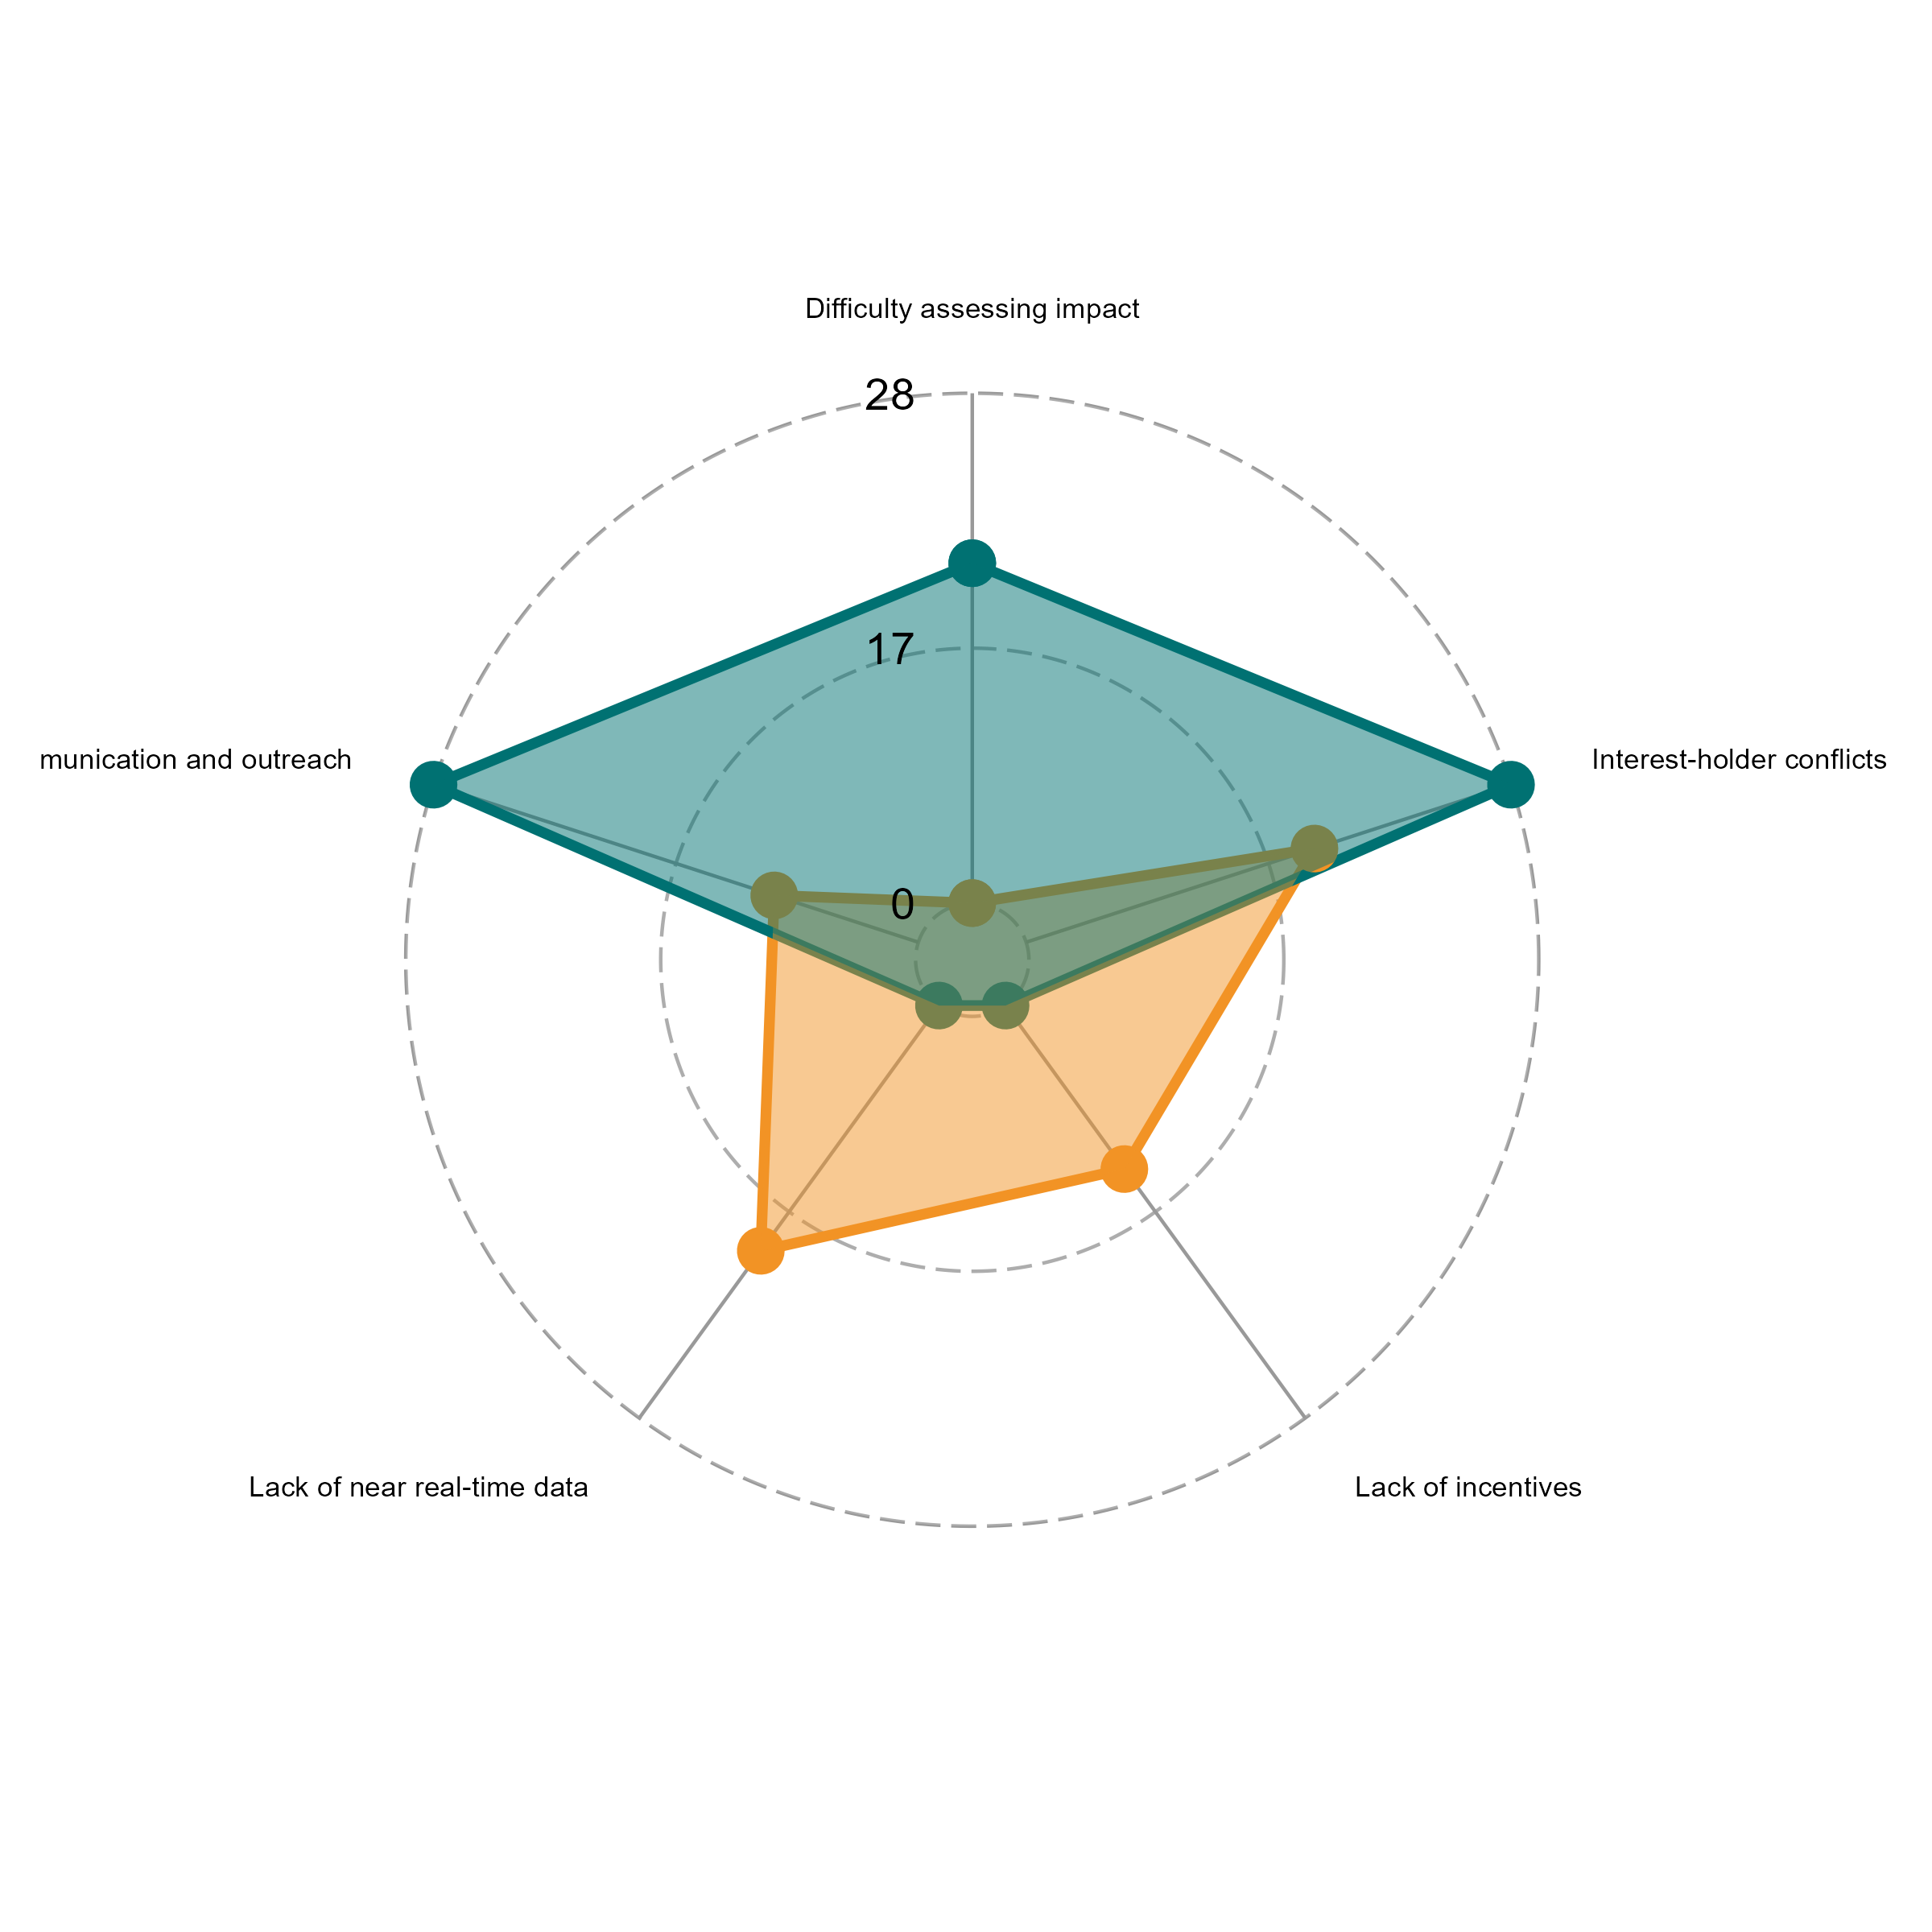 Difficulty assessing impact
28
17
munication and outreach
Interest-holder conflicts
0
Lack of near real-time data
Lack of incentives